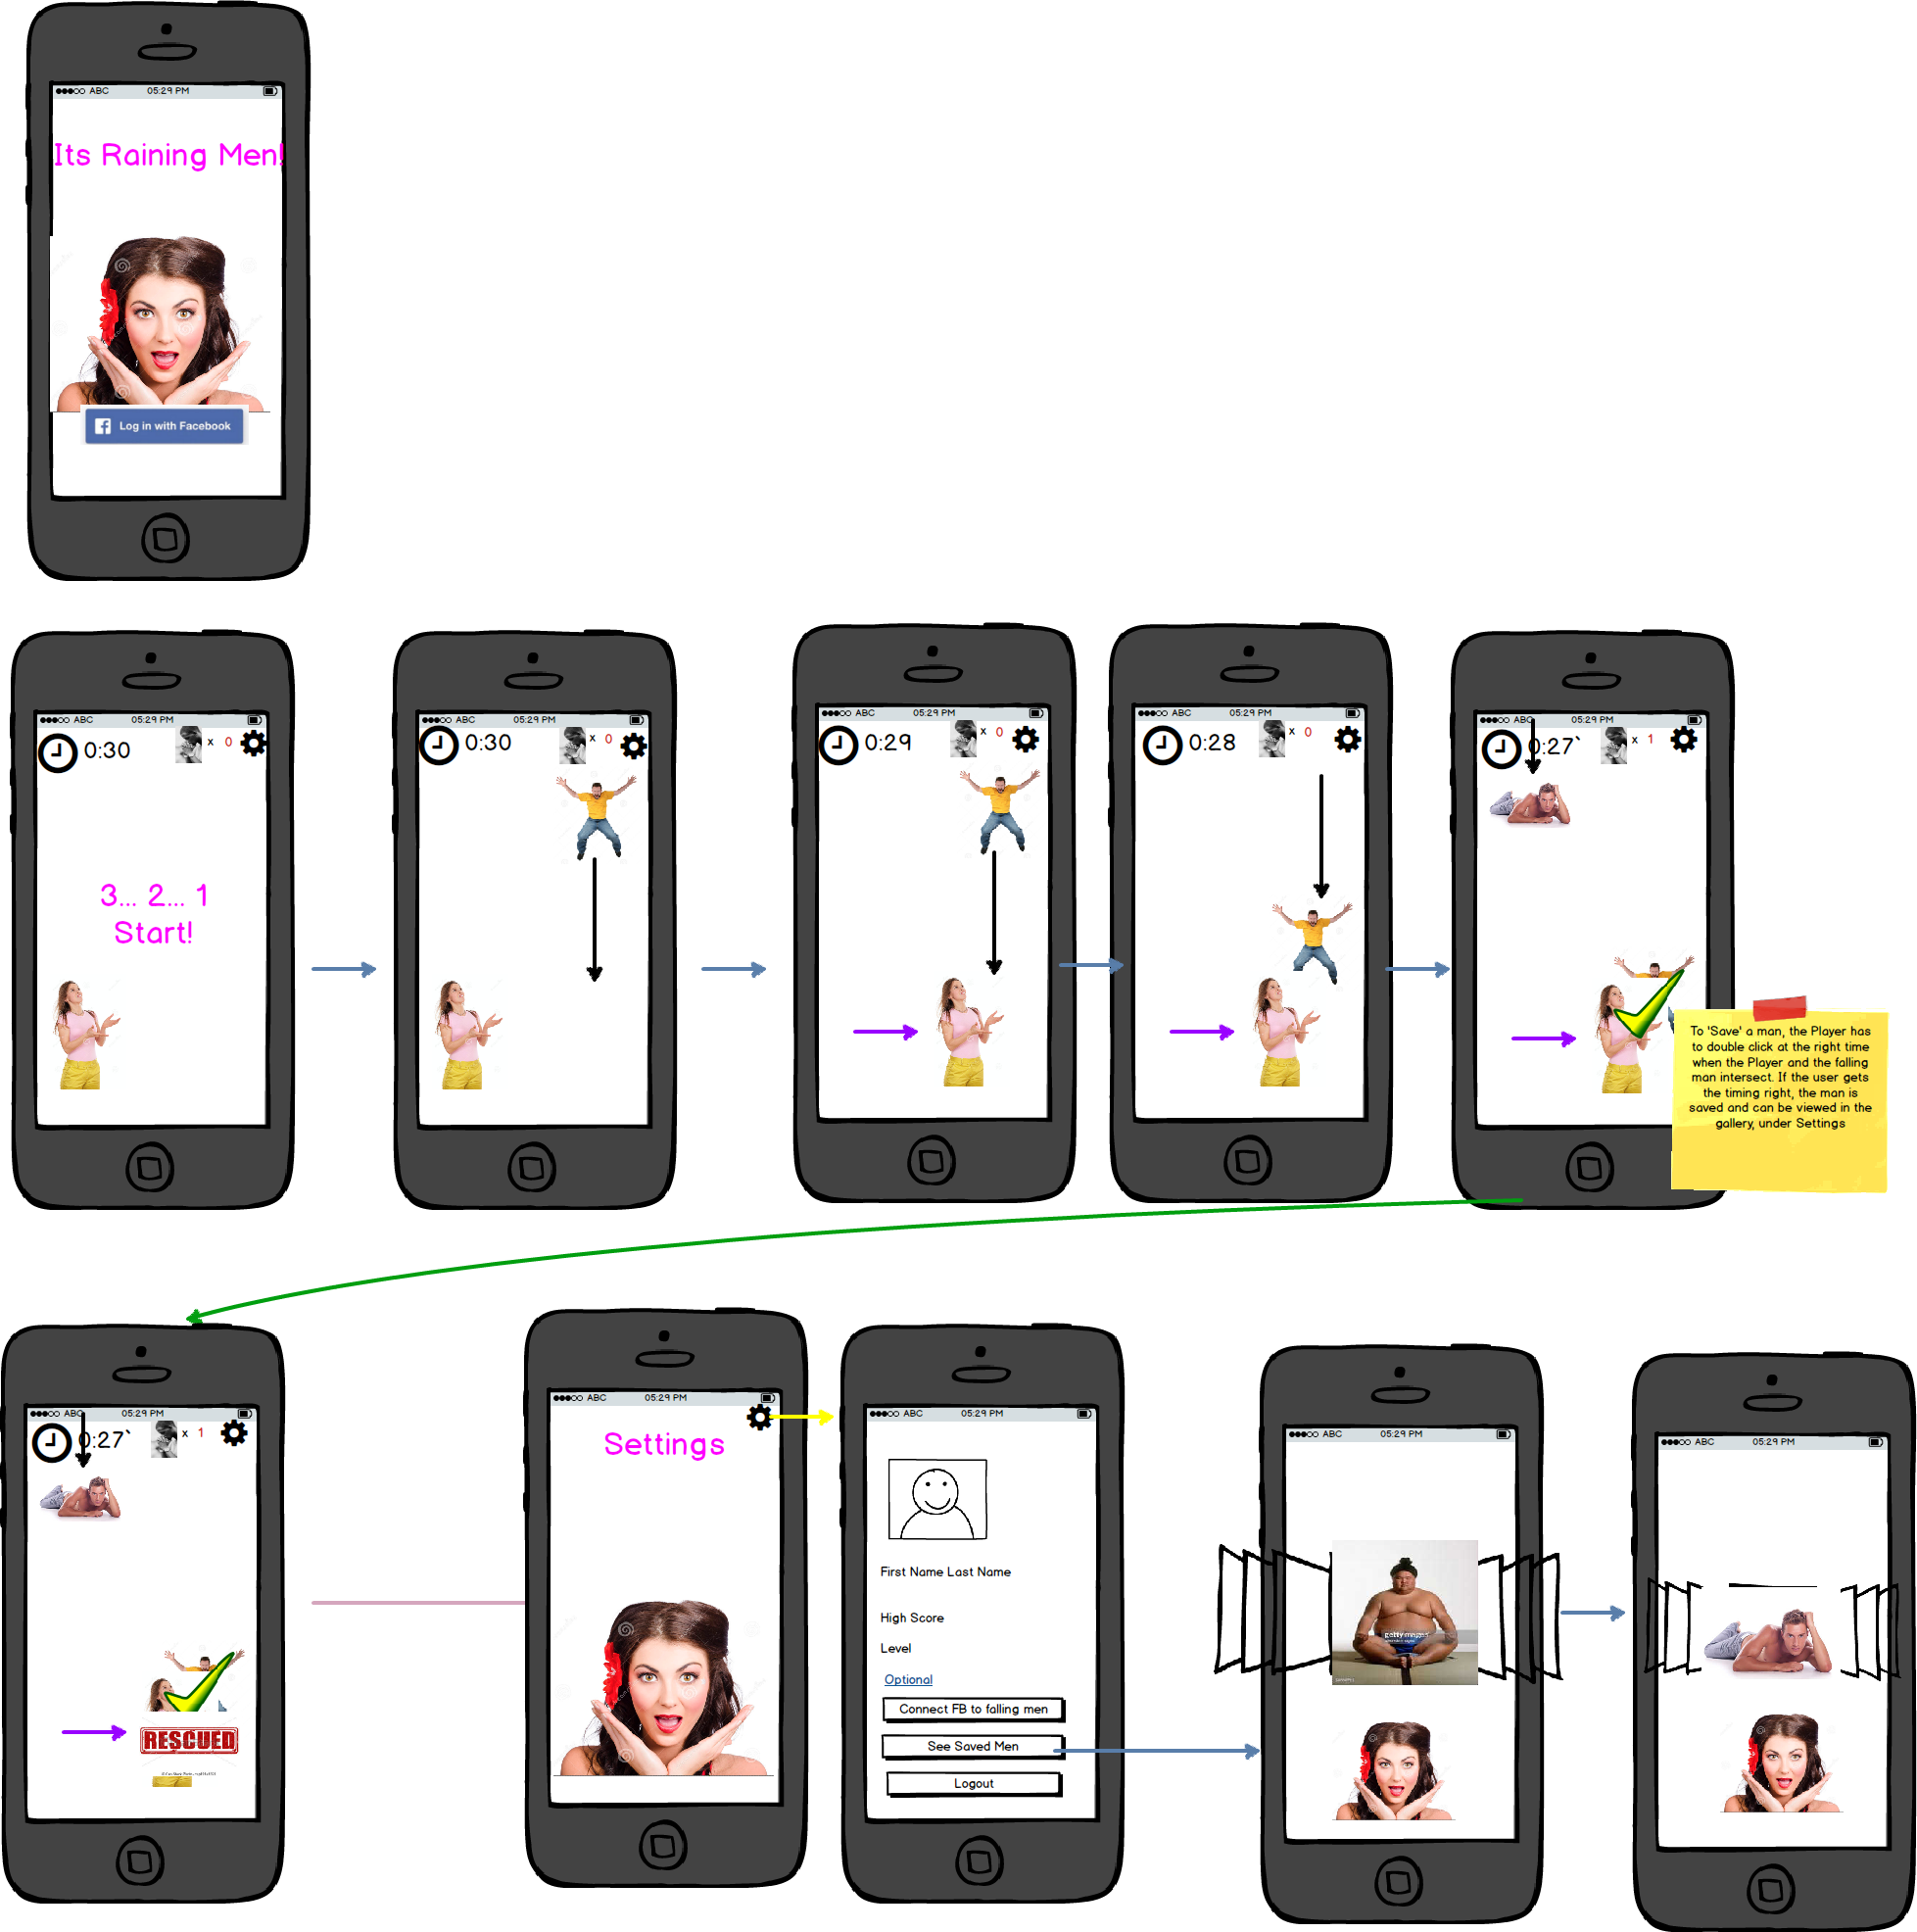 ABC 05:29 PM
Its Raining Men!
Log in with Facebook
ABC 05:29 PM
0:30 x 0
3... 2... 1
Start!
ABC 05:29 PM
0:30 x 0
ABC 05:29 PM
0:29 x 0
ABC 05:29 PM
0:28 x 0
ABC 05:29 PM
0:27` x 1
To 'Save' a man, the Player has
to double click at the right time
when the Player and the falling
man intersect. If the user gets
the timing right, the man is
saved and can be viewed in the
gallery, under Settings
ABC 05:29 PM
0:27` x 1
RESCUED
ABC 05:29 PM
Settings
ABC 05:29 PM
First Name Last Name
High Score
Level
Optional
Connect FB to falling men
See Saved Men
Logout
ABC 05:29 PM
gettyimages
ABC 05:29 PM